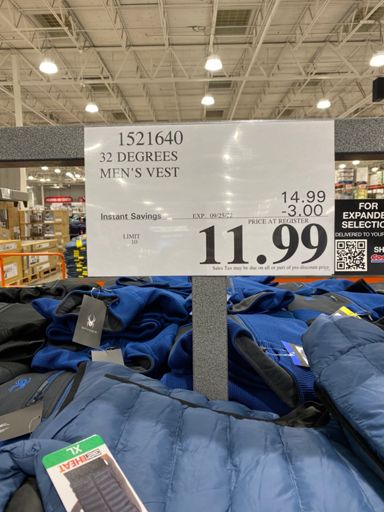 1521640
32 DEGREES
MEN'S VEST
14.99
Instant Savings EXP. 09/25/22 -3.00
LIMIT
10
PRICE AT REGISTER
11.99
Sales Tax may be due on all or part of pre-discount price
FOR
EXPANDE
SELECTIO
DELIVERED TO YOUR
SH
XL
HEAT